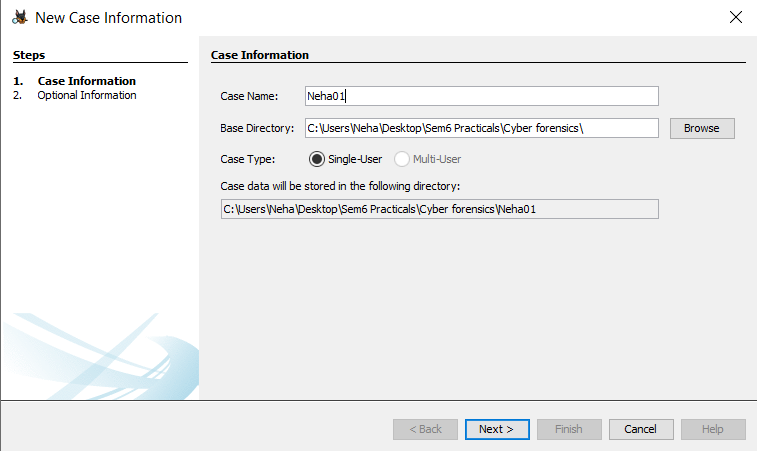 New Case Information
Steps
1. Case Information
2. Optional Information
Case Information
Case Name: Neha01
Base Directory: C:\Users\Neha\Desktop\Sem6 Practicals\Cyber forensics\ Browse
Case Type: Single-User Multi-User
Case data will be stored in the following directory:
C:\Users\Neha\Desktop\Sem6 Practicals\Cyber forensics\Neha01
< Back Next > Finish Cancel Help